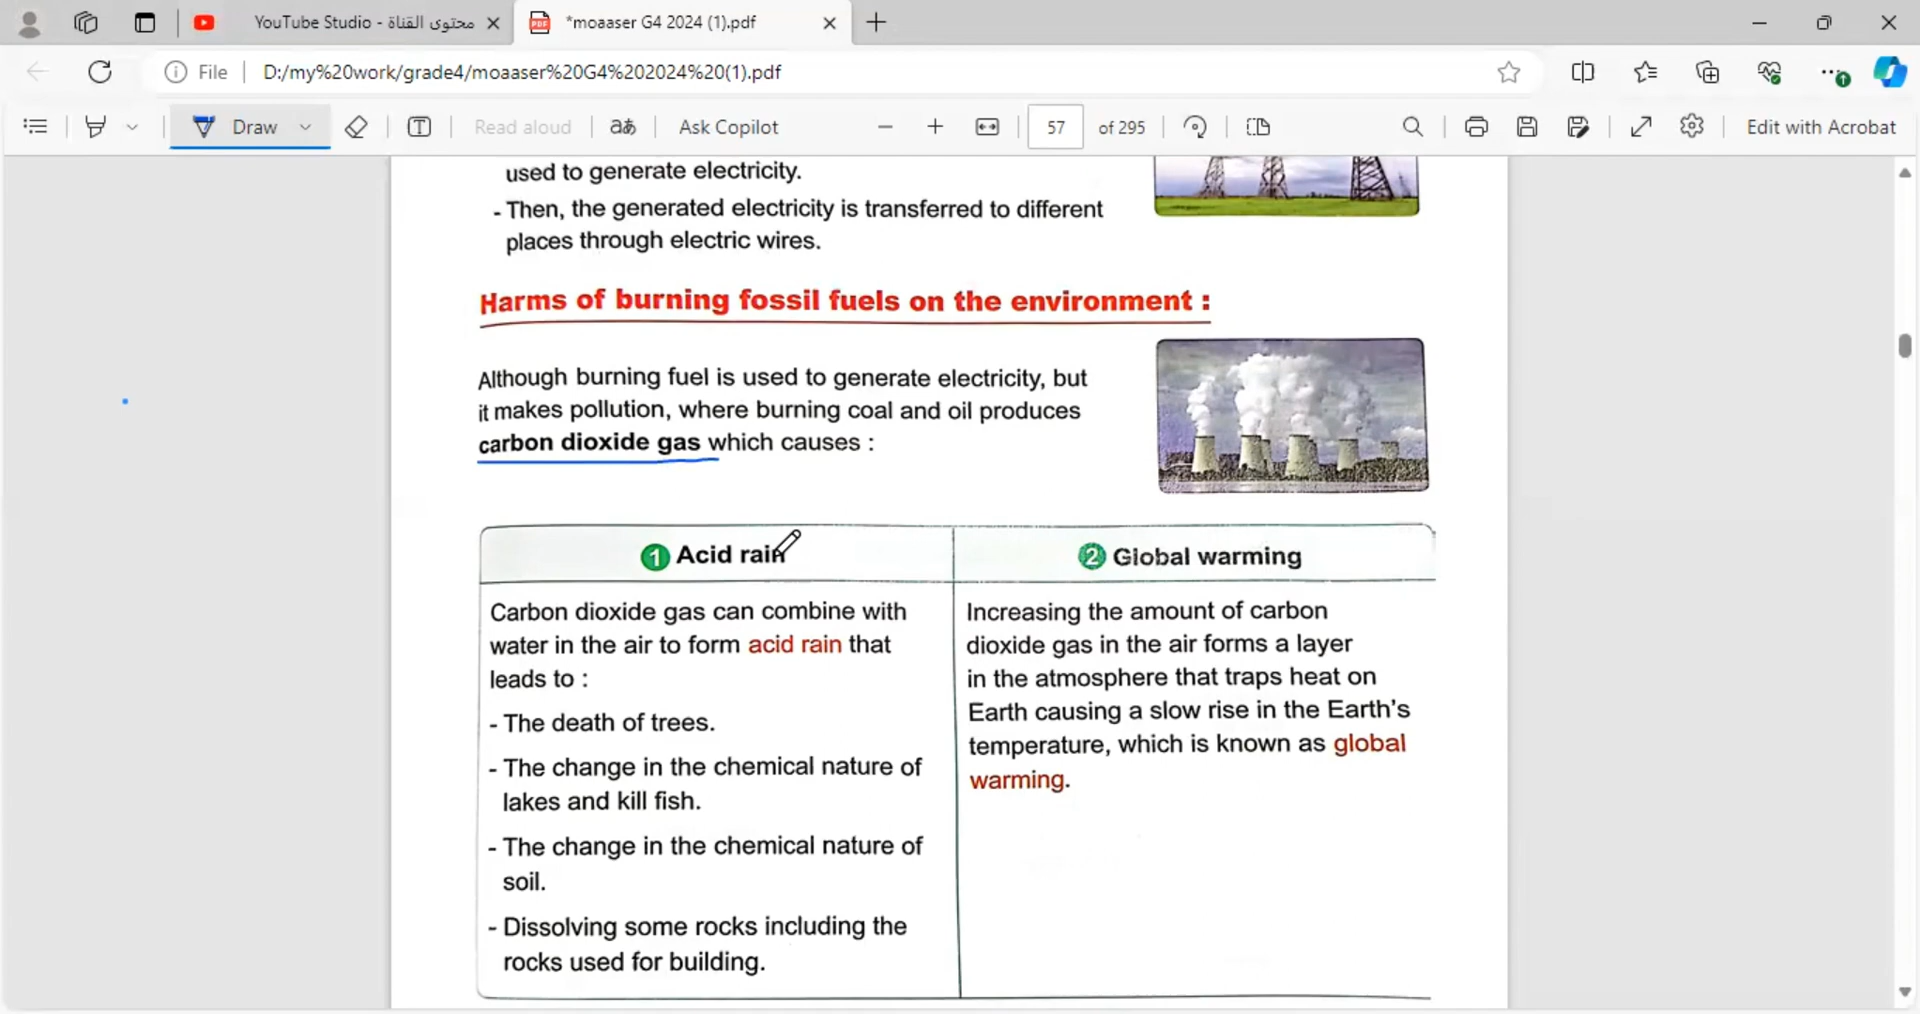 YouTube Studio - محتوى القناة
*moaaser G4 2024 (1).pdf
File
D:/my%20work/grade4/moaaser%20G4%202024%20(1).pdf
Draw
Read aloud
Ask Copilot
57
of 295
Edit with Acrobat
used to generate electricity.
- Then, the generated electricity is transferred to different
places through electric wires.
Harms of burning fossil fuels on the environment :
Although burning fuel is used to generate electricity, but
it makes pollution, where burning coal and oil produces
carbon dioxide gas which causes :
1 Acid rain
Carbon dioxide gas can combine with
water in the air to form acid rain that
leads to :
- The death of trees.
- The change in the chemical nature of
lakes and kill fish.
- The change in the chemical nature of
soil.
- Dissolving some rocks including the
rocks used for building.
2 Global warming
Increasing the amount of carbon
dioxide gas in the air forms a layer
in the atmosphere that traps heat on
Earth causing a slow rise in the Earth's
temperature, which is known as global
warming.